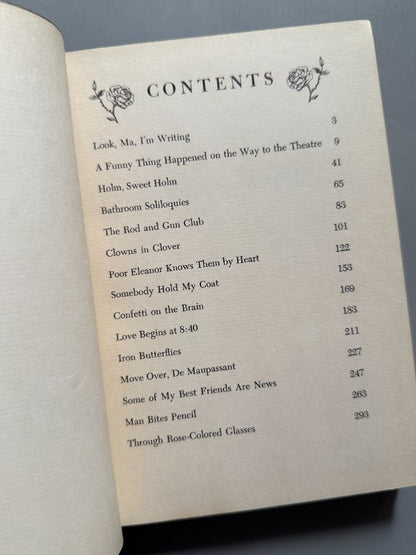 CONTENTS
Look, Ma, I'm Writing 3
A Funny Thing Happened on the Way to the Theatre 9
Holm, Sweet Holm 41
Bathroom Soliloquies 65
The Rod and Gun Club 83
Clowns in Clover 101
Poor Eleanor Knows Them by Heart 122
Somebody Hold My Coat 153
Confetti on the Brain 169
Love Begins at 8:40 183
Iron Butterflies 211
Move Over, De Maupassant 227
Some of My Best Friends Are News 247
Man Bites Pencil 263
Through Rose-Colored Glasses 293